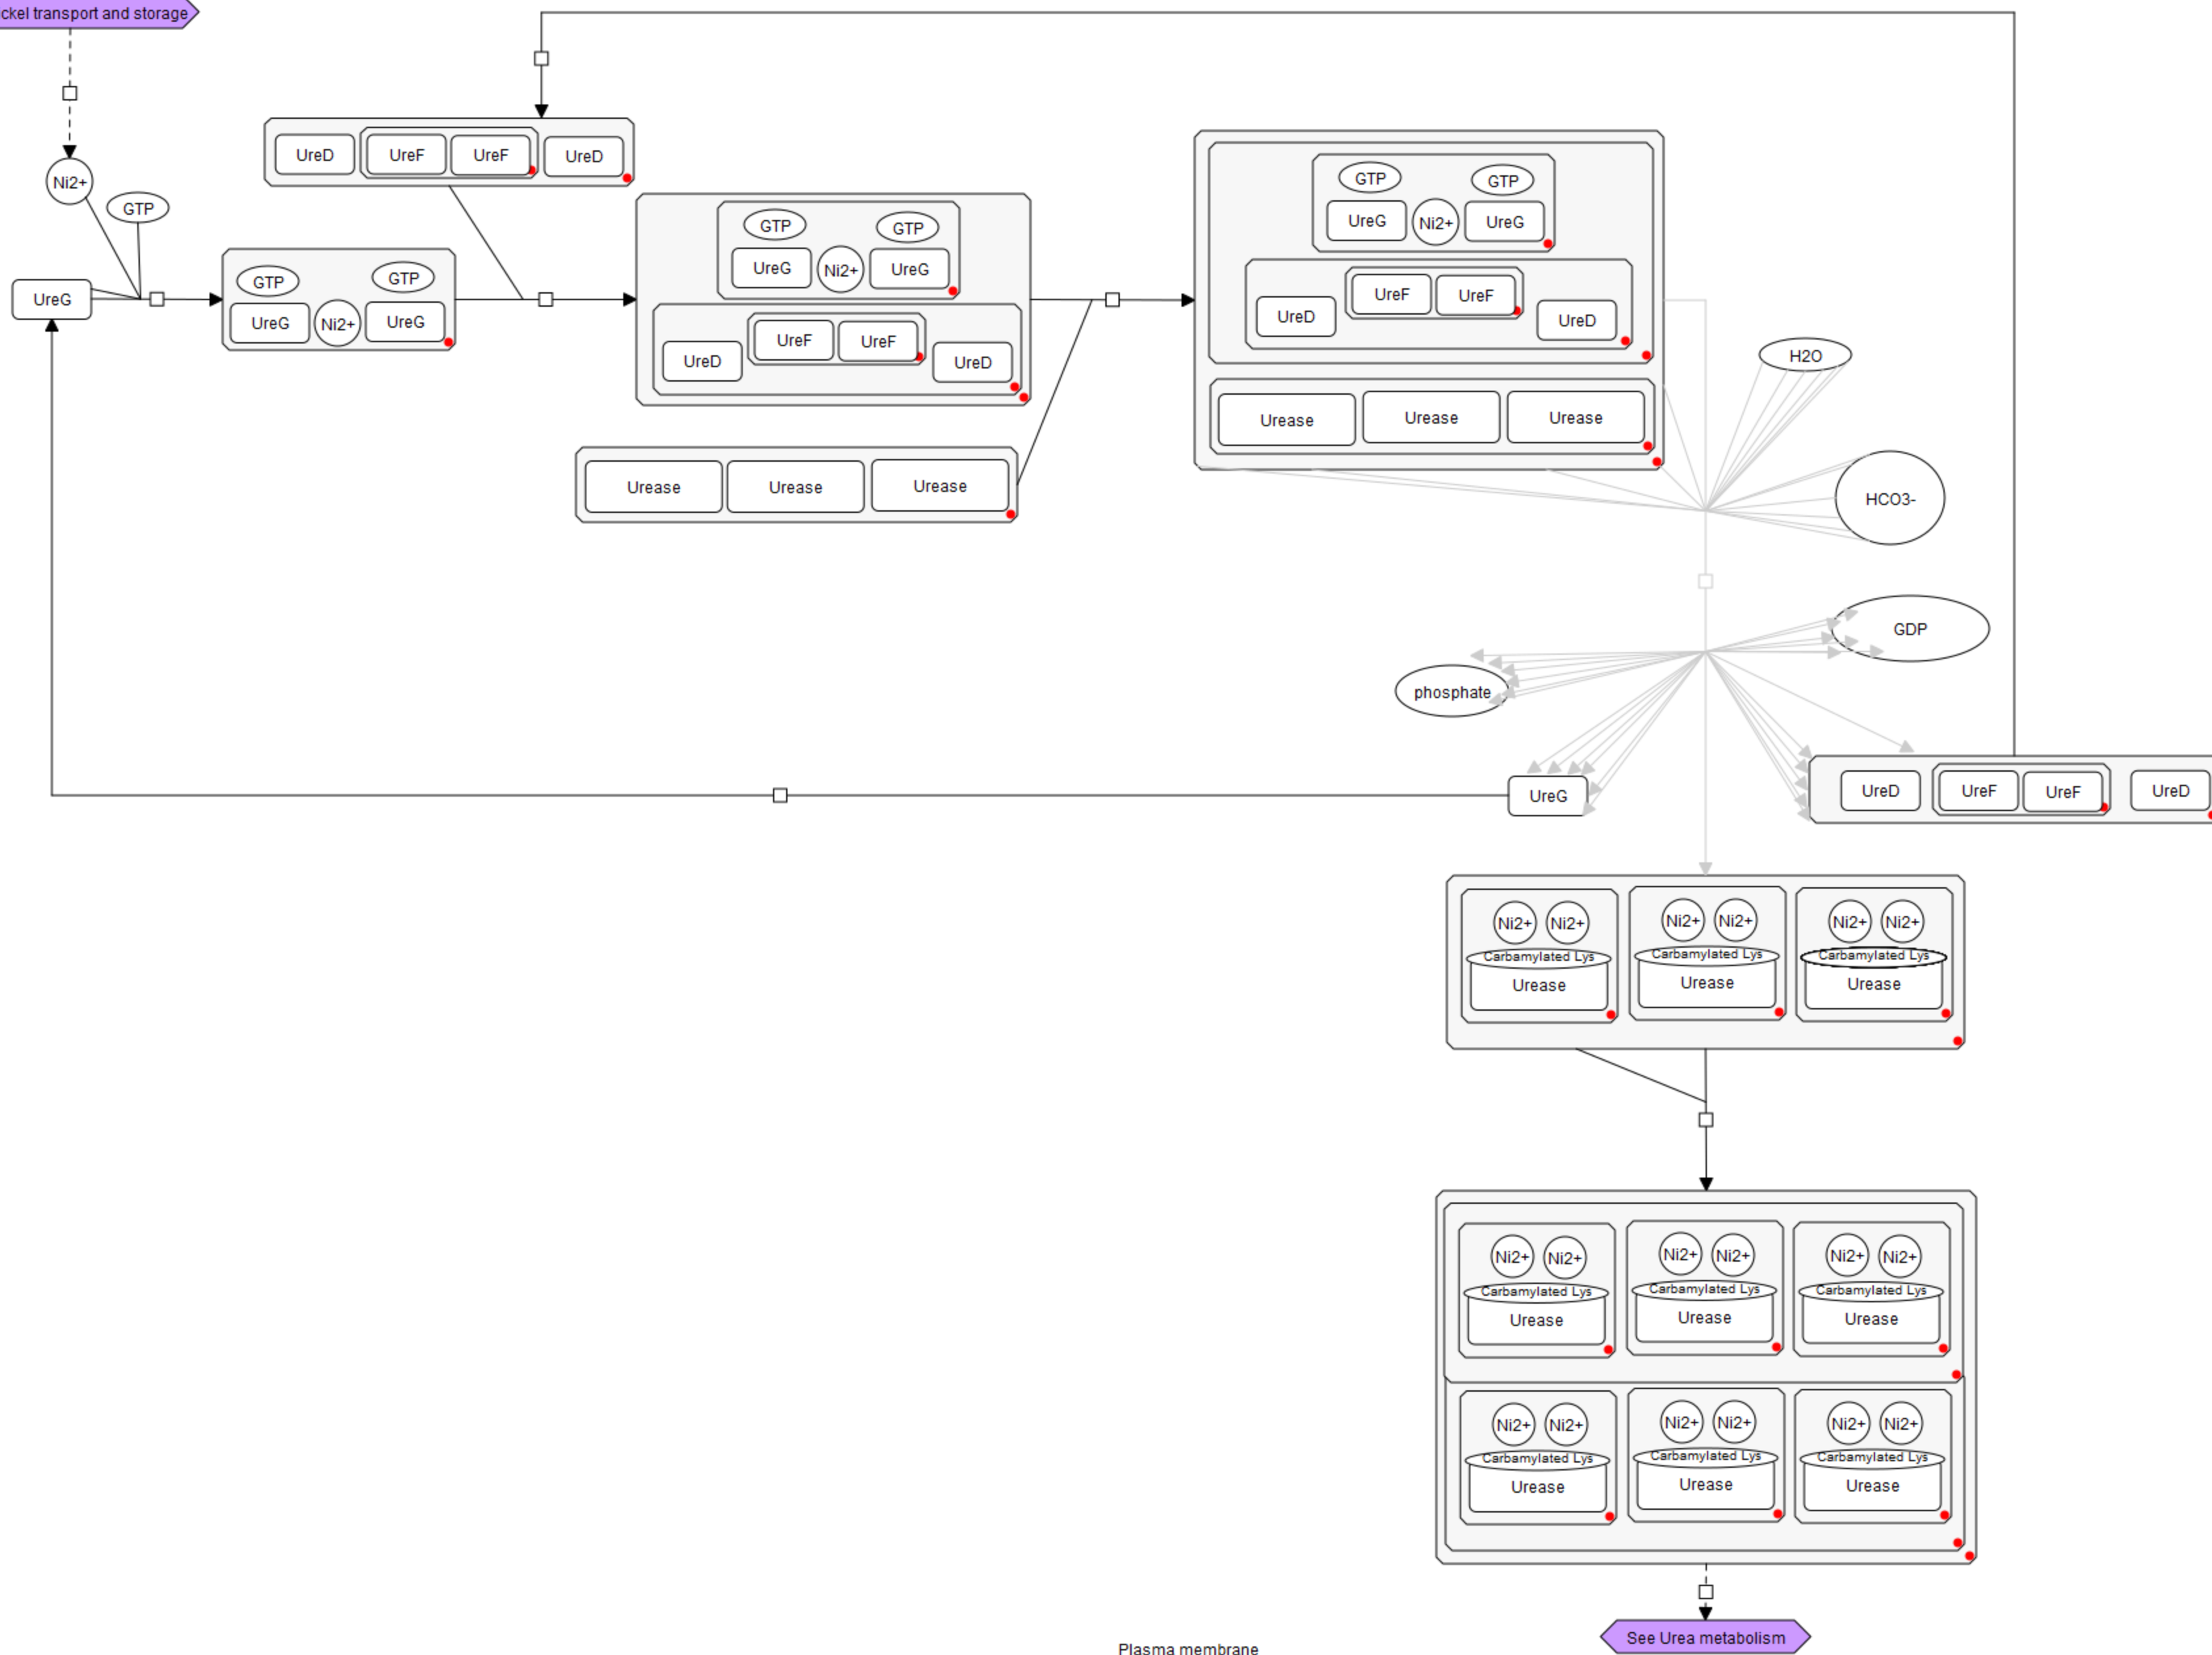 ckel transport and storage
Ni2+
GTP
UreG
GTP
GTP
UreG
Ni2+
UreG
UreD
UreF
UreF
UreD
GTP
GTP
UreG
Ni2+
UreG
UreD
UreF
UreF
UreD
Urease
Urease
Urease
GTP
GTP
UreG
Ni2+
UreG
UreD
UreF
UreF
UreD
Urease
Urease
Urease
H2O
HCO3-
GDP
phosphate
UreG
UreD
UreF
UreF
UreD
Ni2+
Ni2+
Ni2+
Ni2+
Ni2+
Ni2+
Carbamylated Lys
Carbamylated Lys
Carbamylated Lys
Urease
Urease
Urease
Ni2+
Ni2+
Ni2+
Ni2+
Ni2+
Ni2+
Carbamylated Lys
Carbamylated Lys
Carbamylated Lys
Urease
Urease
Urease
Ni2+
Ni2+
Ni2+
Ni2+
Ni2+
Ni2+
Carbamylated Lys
Carbamylated Lys
Carbamylated Lys
Urease
Urease
Urease
See Urea metabolism
Plasma membrane